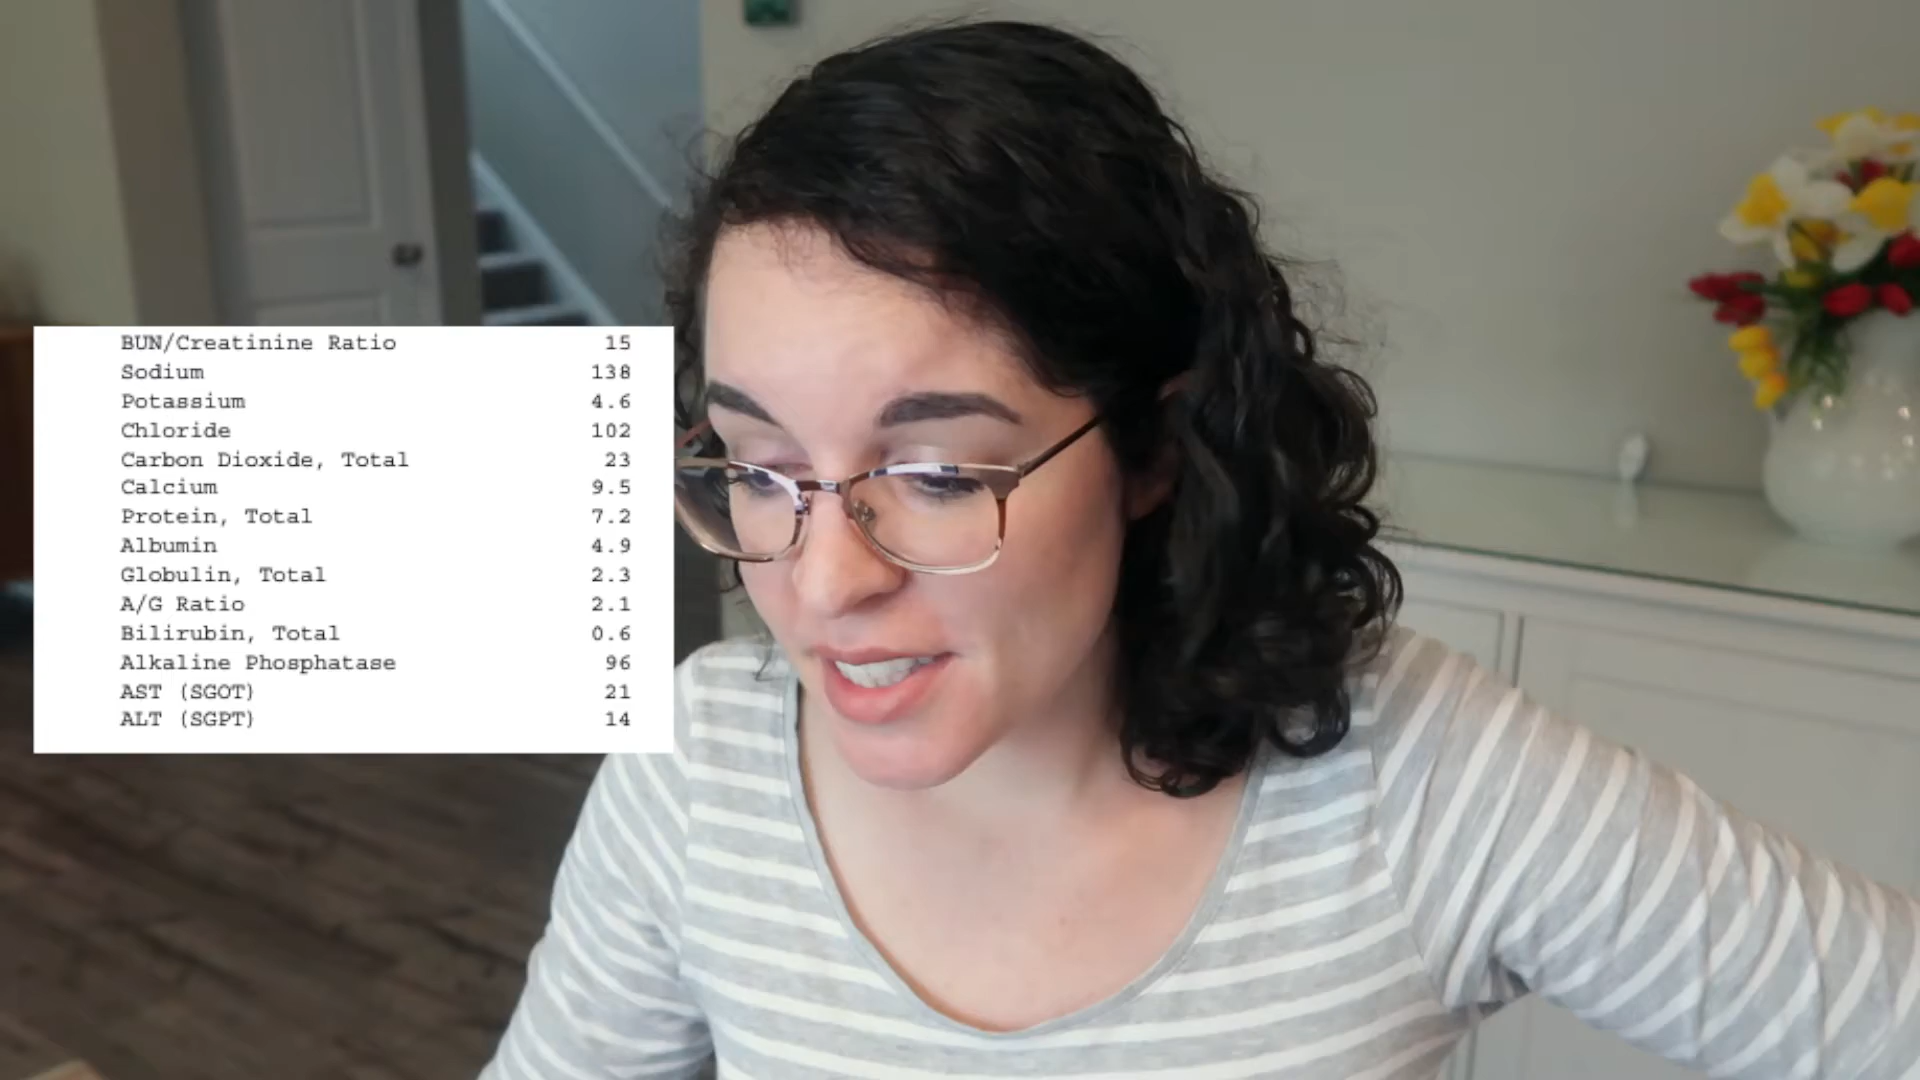 BUN/Creatinine Ratio 15
Sodium 138
Potassium 4.6
Chloride 102
Carbon Dioxide, Total 23
Calcium 9.5
Protein, Total 7.2
Albumin 4.9
Globulin, Total 2.3
A/G Ratio 2.1
Bilirubin, Total 0.6
Alkaline Phosphatase 96
AST (SGOT) 21
ALT (SGPT) 14